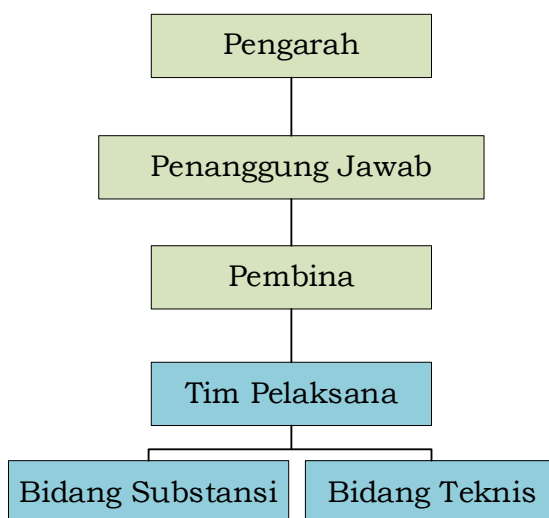 Pengarah
Penanggung Jawab
Pembina
Tim Pelaksana
Bidang Substansi
Bidang Teknis